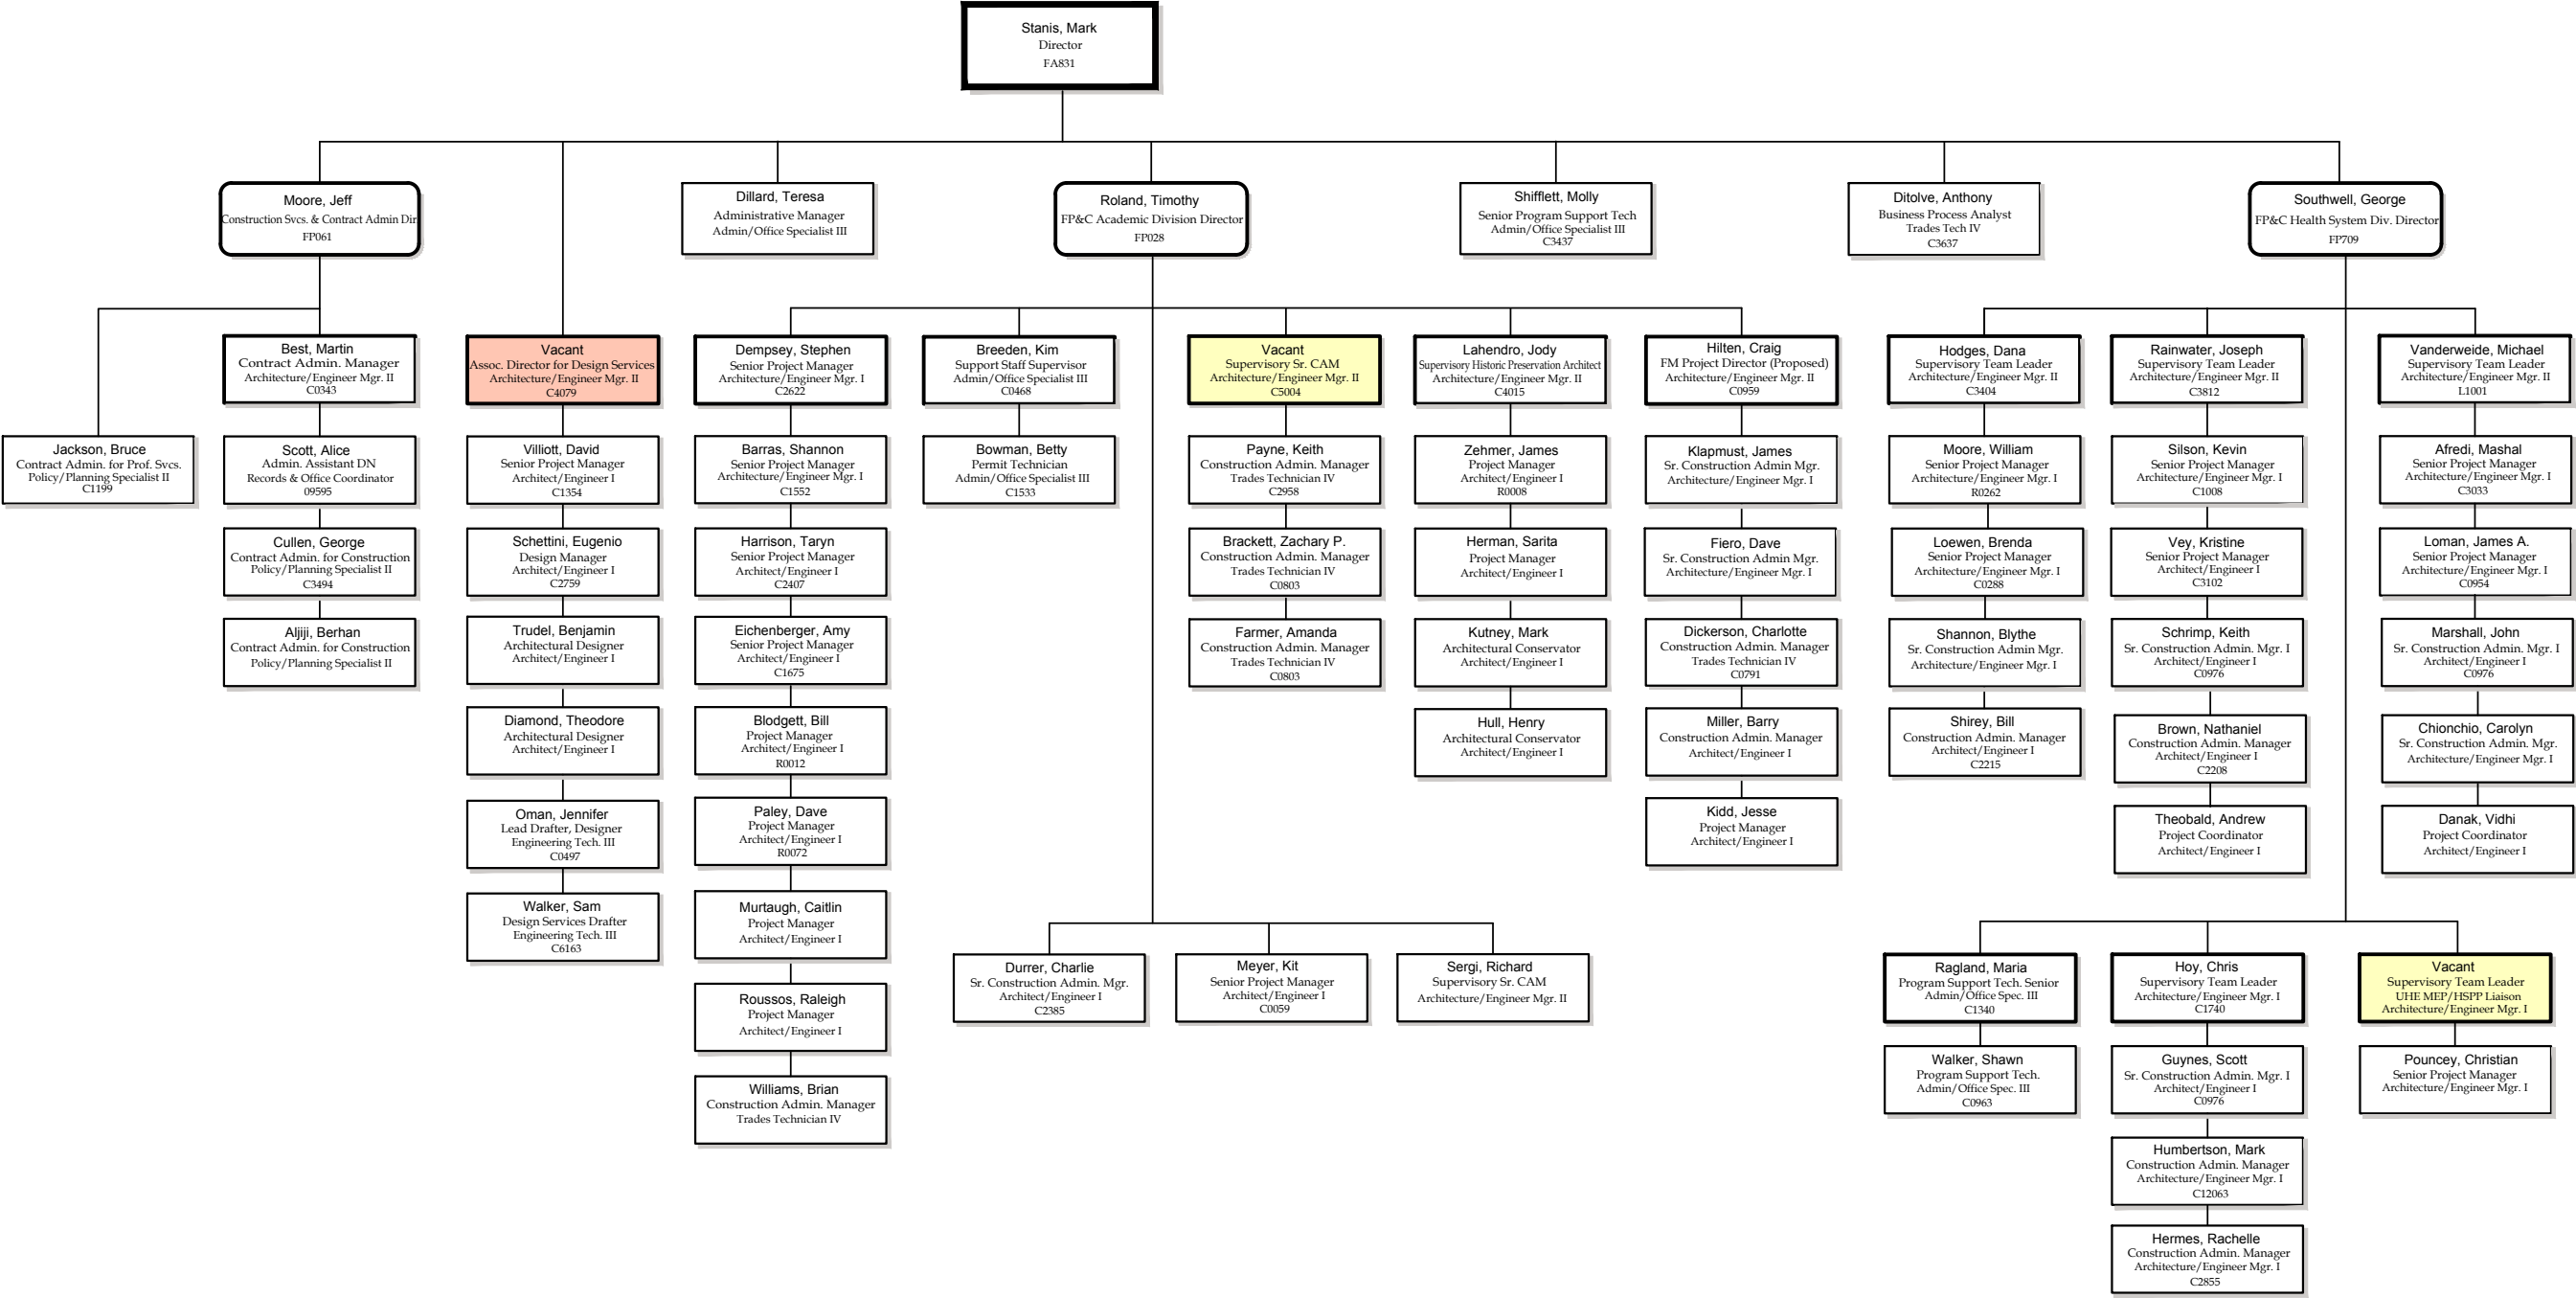 Stanis, Mark
Director
FA831
Moore, Jeff
Construction Svcs. & Contract Admin Dir.
FP061
Dillard, Teresa
Administrative Manager
Admin/Office Specialist III
Roland, Timothy
FP&C Academic Division Director
FP028
Shifflett, Molly
Senior Program Support Tech
Admin/Office Specialist III
C3437
Ditolve, Anthony
Business Process Analyst
Trades Tech IV
C3637
Southwell, George
FP&C Health System Div. Director
FP709
Jackson, Bruce
Contract Admin. for Prof. Svcs.
Policy/Planning Specialist II
C1199
Best, Martin
Contract Admin. Manager
Architecture/Engineer Mgr. II
C0343
Scott, Alice
Admin. Assistant DN
Records & Office Coordinator
09595
Cullen, George
Contract Admin. for Construction
Policy/Planning Specialist II
C3494
Aljiji, Berhan
Contract Admin. for Construction
Policy/Planning Specialist II
Vacant
Assoc. Director for Design Services
Architecture/Engineer Mgr. II
C4079
Villiott, David
Senior Project Manager
Architect/Engineer I
C1354
Schettini, Eugenio
Design Manager
Architect/Engineer I
C2759
Trudel, Benjamin
Architectural Designer
Architect/Engineer I
Diamond, Theodore
Architectural Designer
Architect/Engineer I
Oman, Jennifer
Lead Drafter, Designer
Engineering Tech. III
C0497
Walker, Sam
Design Services Drafter
Engineering Tech. III
C6163
Dempsey, Stephen
Senior Project Manager
Architecture/Engineer Mgr. I
C2622
Barras, Shannon
Senior Project Manager
Architecture/Engineer Mgr. I
C1552
Harrison, Taryn
Senior Project Manager
Architect/Engineer I
C2407
Eichenberger, Amy
Senior Project Manager
Architect/Engineer I
C1675
Blodgett, Bill
Project Manager
Architect/Engineer I
R0012
Paley, Dave
Project Manager
Architect/Engineer I
R0072
Murtaugh, Caitlin
Project Manager
Architect/Engineer I
Roussos, Raleigh
Project Manager
Architect/Engineer I
Williams, Brian
Construction Admin. Manager
Trades Technician IV
Breeden, Kim
Support Staff Supervisor
Admin/Office Specialist III
C0468
Bowman, Betty
Permit Technician
Admin/Office Specialist III
C1533
Vacant
Supervisory Sr. CAM
Architecture/Engineer Mgr. II
C5004
Payne, Keith
Construction Admin. Manager
Trades Technician IV
C2958
Brackett, Zachary P.
Construction Admin. Manager
Trades Technician IV
C0803
Farmer, Amanda
Construction Admin. Manager
Trades Technician IV
C0803
Lahendro, Jody
Supervisory Historic Preservation Architect
Architecture/Engineer Mgr. II
C4015
Zehmer, James
Project Manager
Architect/Engineer I
R0008
Herman, Sarita
Project Manager
Architect/Engineer I
Kutney, Mark
Architectural Conservator
Architect/Engineer I
Hull, Henry
Architectural Conservator
Architect/Engineer I
Hilten, Craig
FM Project Director (Proposed)
Architecture/Engineer Mgr. II
C0959
Klapmust, James
Sr. Construction Admin Mgr.
Architecture/Engineer Mgr. I
Fiero, Dave
Sr. Construction Admin Mgr.
Architecture/Engineer Mgr. I
Dickerson, Charlotte
Construction Admin. Manager
Trades Technician IV
C0791
Miller, Barry
Construction Admin. Manager
Architect/Engineer I
Kidd, Jesse
Project Manager
Architect/Engineer I
Durrer, Charlie
Sr. Construction Admin. Mgr.
Architect/Engineer I
C2385
Meyer, Kit
Senior Project Manager
Architect/Engineer I
C0059
Sergi, Richard
Supervisory Sr. CAM
Architecture/Engineer Mgr. II
Hodges, Dana
Supervisory Team Leader
Architecture/Engineer Mgr. II
C3404
Moore, William
Senior Project Manager
Architecture/Engineer Mgr. I
R0262
Loewen, Brenda
Senior Project Manager
Architecture/Engineer Mgr. I
C0288
Shannon, Blythe
Sr. Construction Admin Mgr.
Architecture/Engineer Mgr. I
Shirey, Bill
Construction Admin. Manager
Architect/Engineer I
C2215
Rainwater, Joseph
Supervisory Team Leader
Architecture/Engineer Mgr. II
C3812
Silson, Kevin
Senior Project Manager
Architecture/Engineer Mgr. I
C1008
Vey, Kristine
Senior Project Manager
Architect/Engineer I
C3102
Schrimp, Keith
Sr. Construction Admin. Mgr. I
Architect/Engineer I
C0976
Brown, Nathaniel
Construction Admin. Manager
Architect/Engineer I
C2208
Theobald, Andrew
Project Coordinator
Architect/Engineer I
Vanderweide, Michael
Supervisory Team Leader
Architecture/Engineer Mgr. II
L1001
Afredi, Mashal
Senior Project Manager
Architecture/Engineer Mgr. I
C3033
Loman, James A.
Senior Project Manager
Architecture/Engineer Mgr. I
C0954
Marshall, John
Sr. Construction Admin. Mgr. I
Architect/Engineer I
C0976
Chionchio, Carolyn
Sr. Construction Admin. Mgr.
Architecture/Engineer Mgr. I
Danak, Vidhi
Project Coordinator
Architect/Engineer I
Ragland, Maria
Program Support Tech. Senior
Admin/Office Spec. III
C1340
Walker, Shawn
Program Support Tech.
Admin/Office Spec. III
C0963
Hoy, Chris
Supervisory Team Leader
Architecture/Engineer Mgr. I
C1740
Guynes, Scott
Sr. Construction Admin. Mgr. I
Architect/Engineer I
C0976
Humbertson, Mark
Construction Admin. Manager
Architecture/Engineer Mgr. I
C12063
Hermes, Rachelle
Construction Admin. Manager
Architecture/Engineer Mgr. I
C2855
Vacant
Supervisory Team Leader
UHE MEP/HSPP Liaison
Architecture/Engineer Mgr. I
Pouncey, Christian
Senior Project Manager
Architecture/Engineer Mgr. I